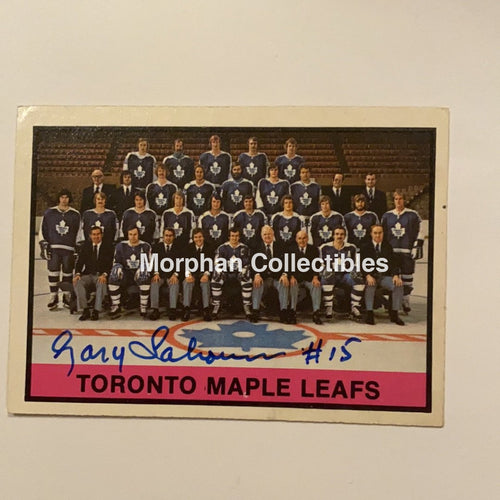 Morphan Collectibles
Gary Sabourin #15
TORONTO MAPLE LEAFS